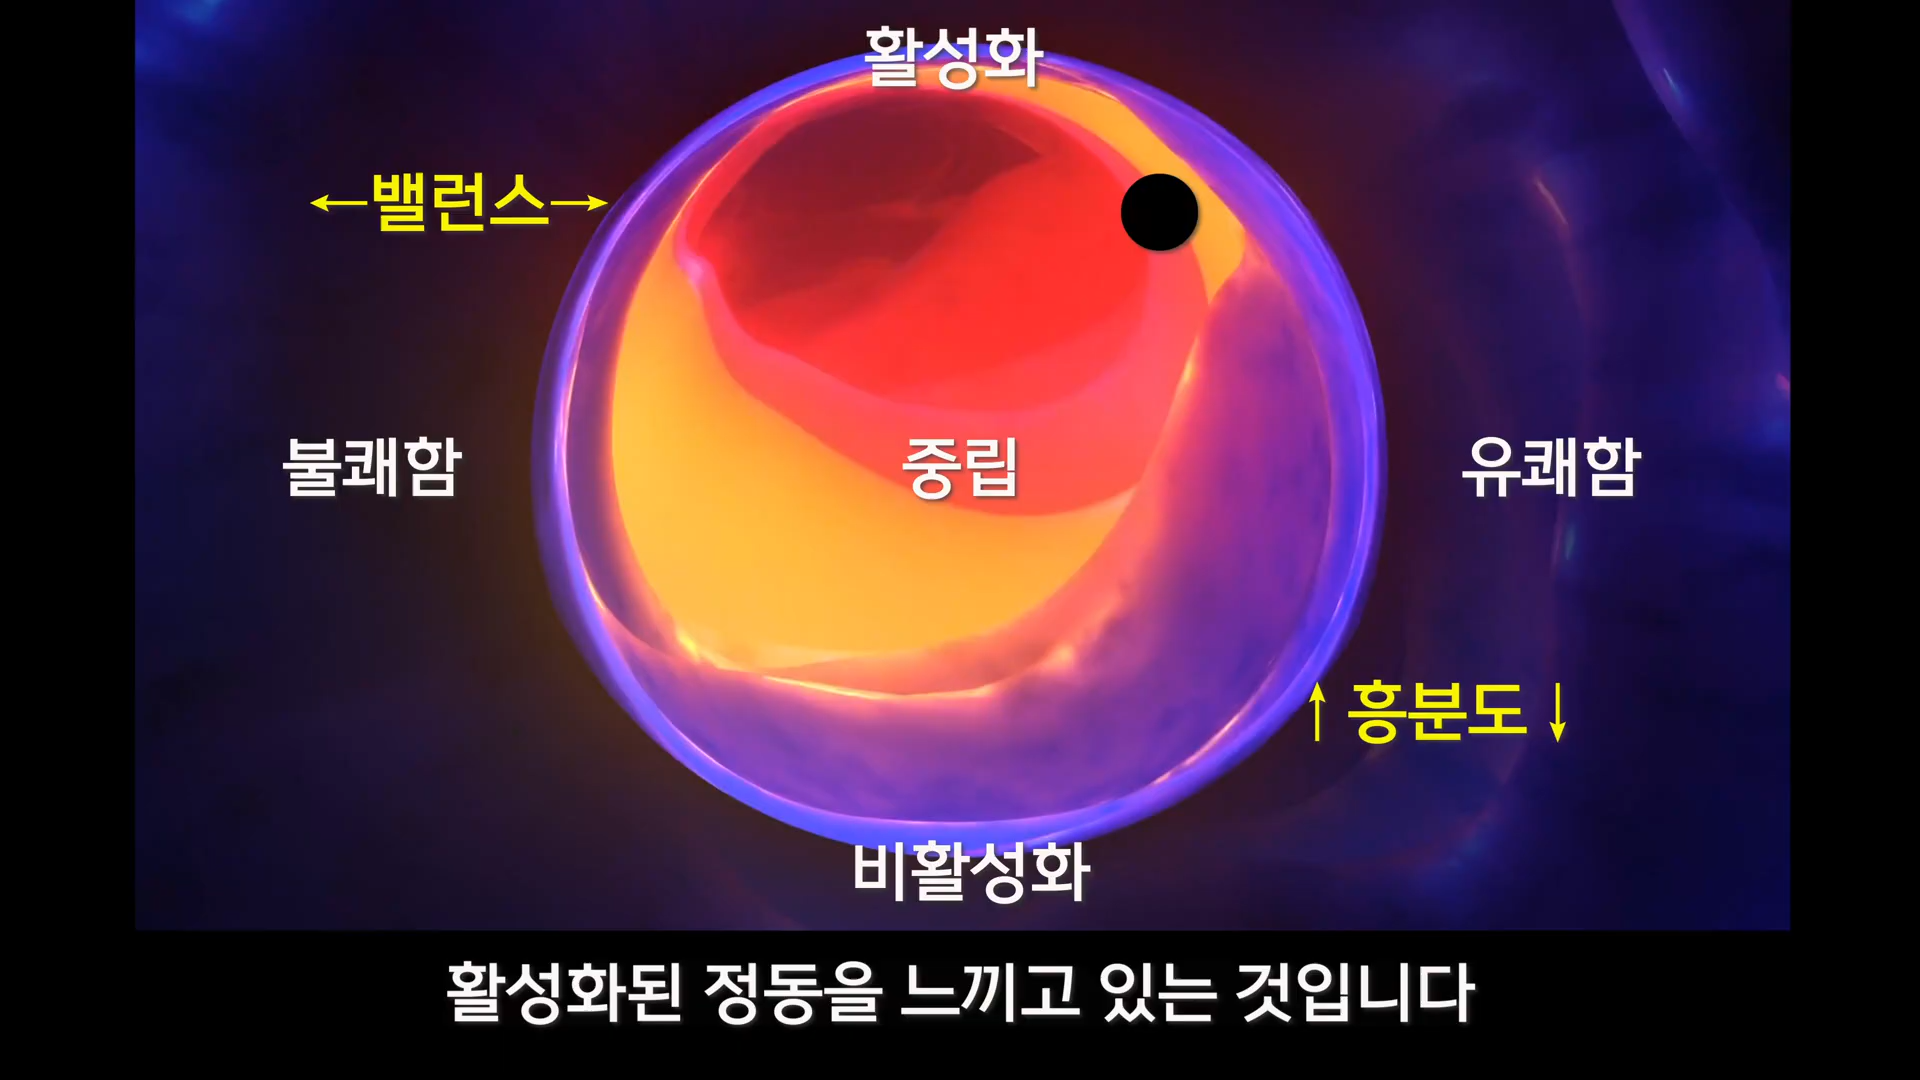 활성화
←밸런스→
불쾌함
중립
유쾌함
↑ 흥분도 ↓
비활성화
활성화된 정동을 느끼고 있는 것입니다